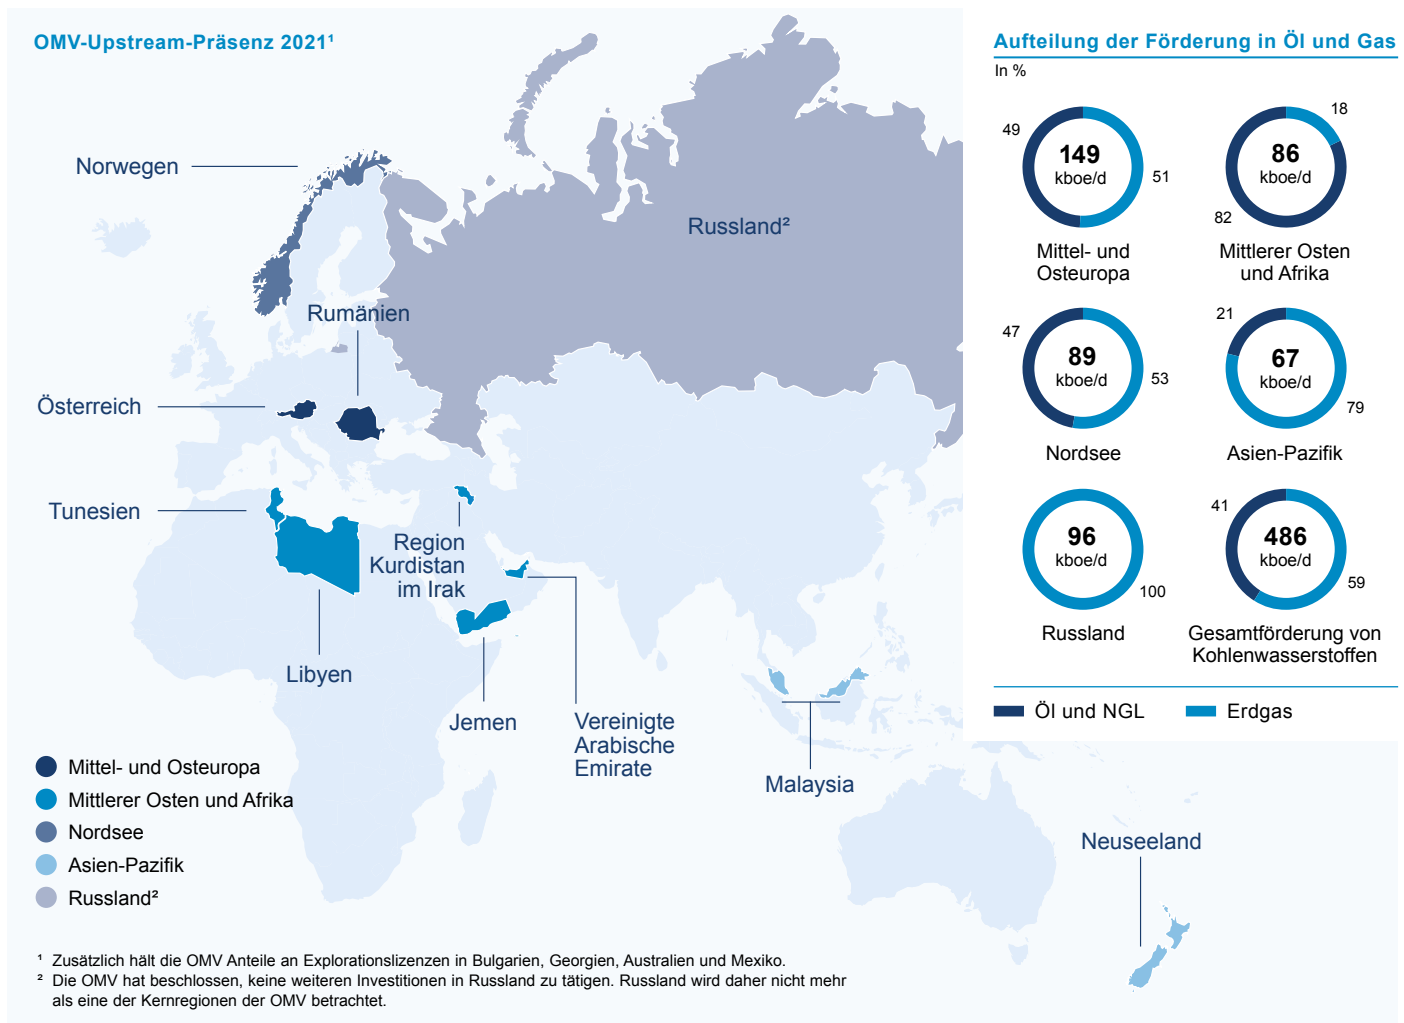 OMV-Upstream-Präsenz 2021¹
Norwegen
Russland²
Rumänien
Österreich
Tunesien
Region
Kurdistan
im Irak
Libyen
Jemen
Vereinigte
Arabische
Emirate
Malaysia
Neuseeland
Mittel- und Osteuropa
Mittlerer Osten und Afrika
Nordsee
Asien-Pazifik
Russland²
¹ Zusätzlich hält die OMV Anteile an Explorationslizenzen in Bulgarien, Georgien, Australien und Mexiko.
² Die OMV hat beschlossen, keine weiteren Investitionen in Russland zu tätigen. Russland wird daher nicht mehr
als eine der Kernregionen der OMV betrachtet.
Aufteilung der Förderung in Öl und Gas
In %
49
149
kboe/d
51
Mittel- und
Osteuropa
18
86
kboe/d
82
Mittlerer Osten
und Afrika
47
89
kboe/d
53
Nordsee
21
67
kboe/d
79
Asien-Pazifik
96
kboe/d
100
Russland
41
486
kboe/d
59
Gesamtförderung von
Kohlenwasserstoffen
Öl und NGL
Erdgas